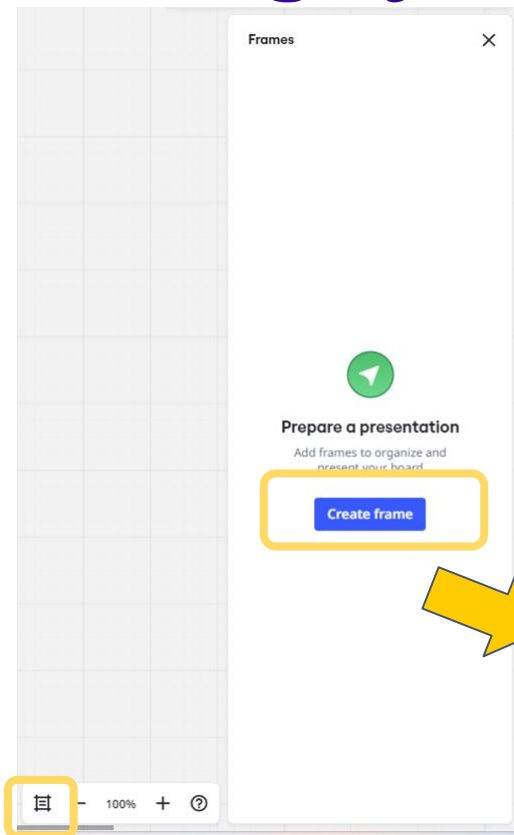 Frames
Prepare a presentation
Add frames to organize and
present your board
Create frame
100%